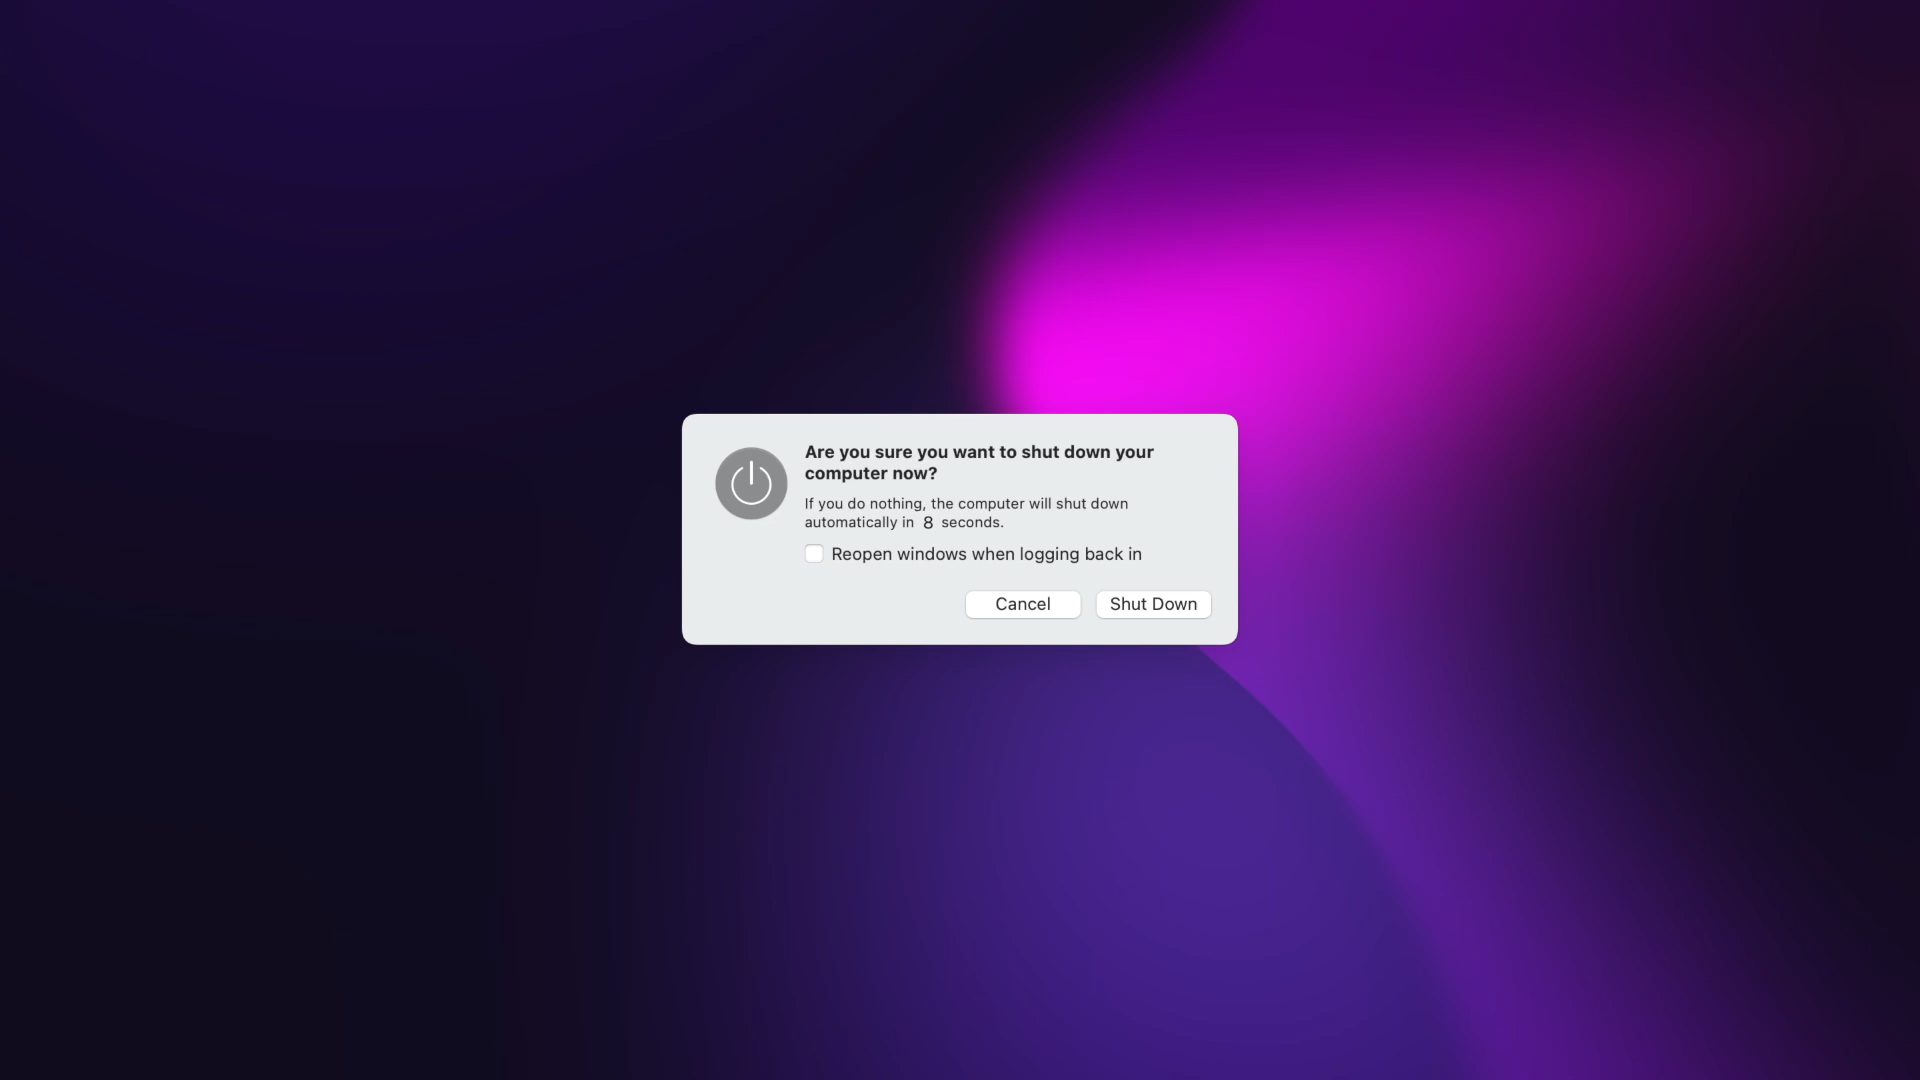 Are you sure you want to shut down your
computer now?
If you do nothing, the computer will shut down
automatically in 8 seconds.
Reopen windows when logging back in
Cancel
Shut Down